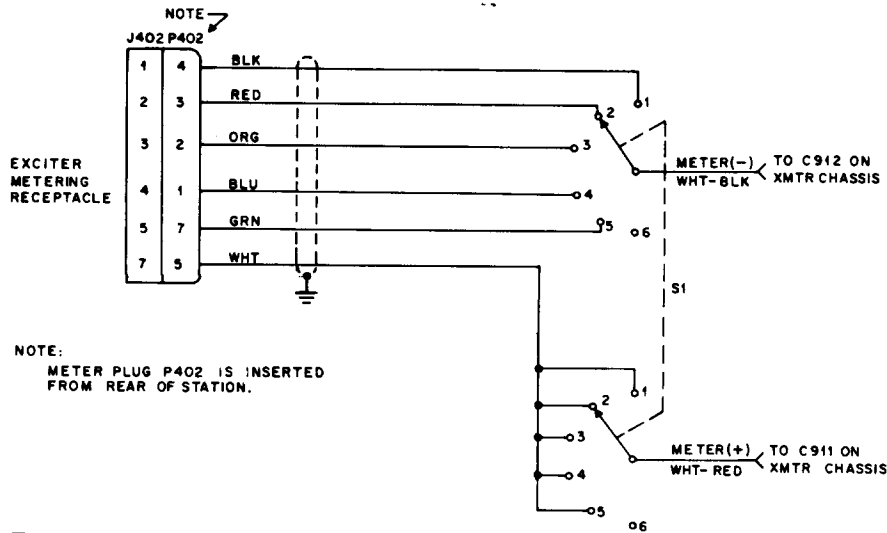 NOTE
J402 P402
1 4 BLK
2 3 RED
3 2 ORG
4 1 BLU
5 7 GRN
7 5 WHT
EXCITER
METERING
RECEPTACLE
1
2
3
4
5
6
METER(-)
WHT-BLK
TO C912 ON
XMTR CHASSIS
S1
NOTE:
METER PLUG P402 IS INSERTED
FROM REAR OF STATION.
1
2
3
4
5
6
METER(+)
WHT-RED
TO C911 ON
XMTR CHASSIS